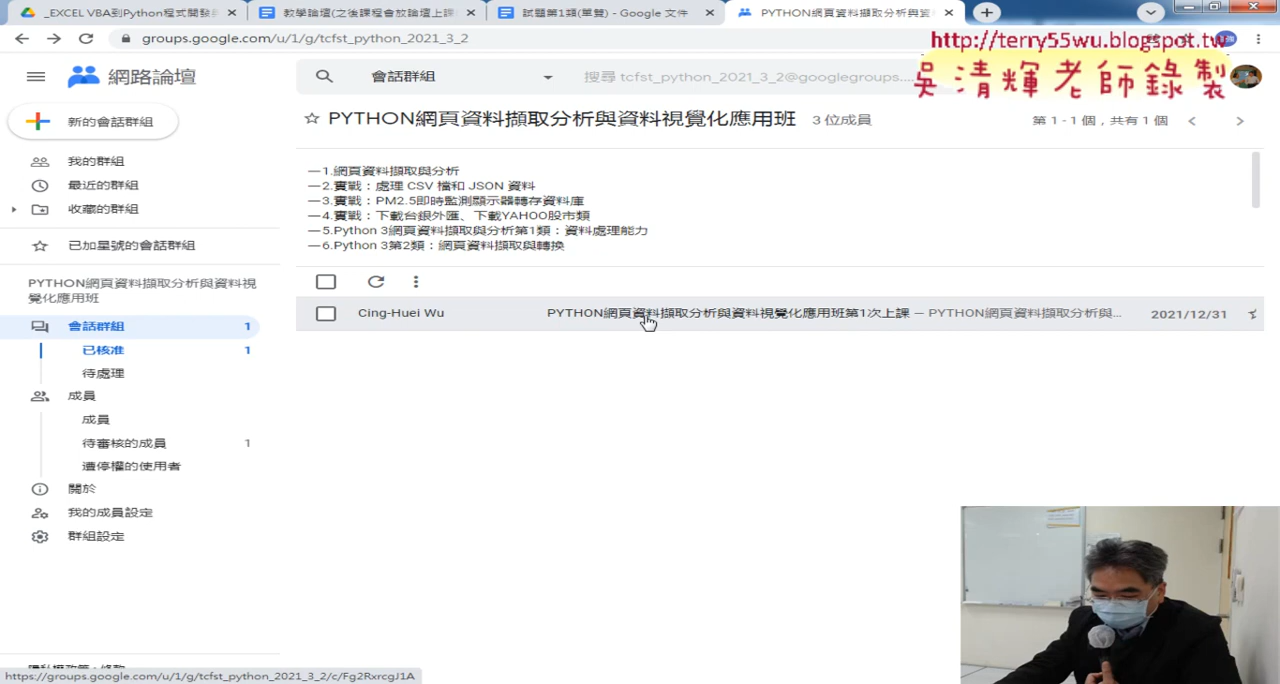 _EXCEL VBA到Python程式開發與
教學論壇(之後課程會放論壇上課
試題第1類(單雙) - Google 文件
PYTHON網頁資料擷取分析與資
groups.google.com/u/1/g/tcfst_python_2021_3_2
http://terry55wu.blogspot.tw
吳清輝老師錄製
網路論壇
會話群組
搜尋 tcfst_python_2021_3_2@googlegroups....
新的會話群組
PYTHON網頁資料擷取分析與資料視覺化應用班
3 位成員
第 1 - 1 個，共有 1 個
我的群組
最近的群組
收藏的群組
已加星號的會話群組
PYTHON網頁資料擷取分析與資料視
覺化應用班
會話群組 1
已核准 1
待處理
成員
成員
待審核的成員 1
遭停權的使用者
關於
我的成員設定
群組設定
—1.網頁資料擷取與分析
—2.實戰：處理 CSV 檔和 JSON 資料
—3.實戰：PM2.5即時監測顯示器轉存資料庫
—4.實戰：下載台銀外匯、下載YAHOO股市類
—5.Python 3網頁資料擷取與分析第1類：資料處理能力
—6.Python 3第2類：網頁資料擷取與轉換
Cing-Huei Wu PYTHON網頁資料擷取分析與資料視覺化應用班第1次上課 — PYTHON網頁資料擷取分析與... 2021/12/31
https://groups.google.com/u/1/g/tcfst_python_2021_3_2/c/Fg2RxrcgJ1A